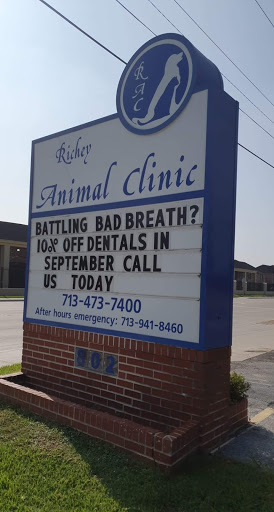 RAC
Richey
Animal Clinic
BATTLING BAD BREATH?
10% OFF DENTALS IN
SEPTEMBER CALL
US TODAY
713-473-7400
After hours emergency: 713-941-8460
902